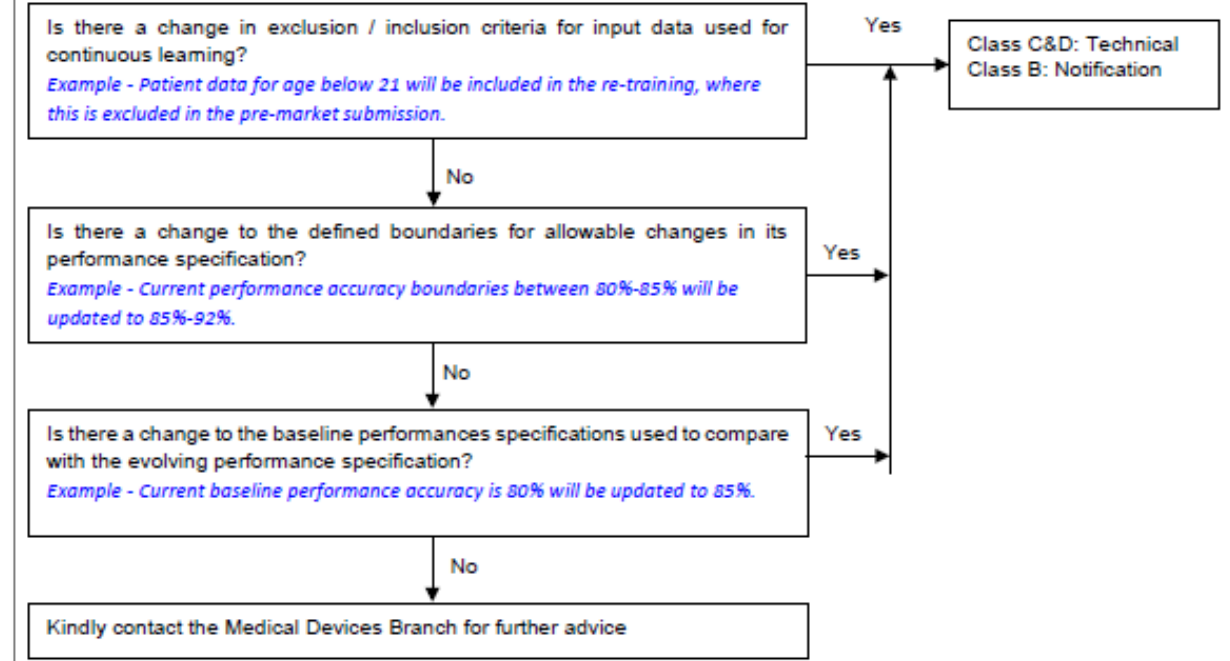 Is there a change in exclusion / inclusion criteria for input data used for
continuous learning?
Example - Patient data for age below 21 will be included in the re-training, where
this is excluded in the pre-market submission.
Yes
Class C&D: Technical
Class B: Notification
No
Is there a change to the defined boundaries for allowable changes in its
performance specification?
Example - Current performance accuracy boundaries between 80%-85% will be
updated to 85%-92%.
Yes
No
Is there a change to the baseline performances specifications used to compare
with the evolving performance specification?
Example - Current baseline performance accuracy is 80% will be updated to 85%.
Yes
No
Kindly contact the Medical Devices Branch for further advice